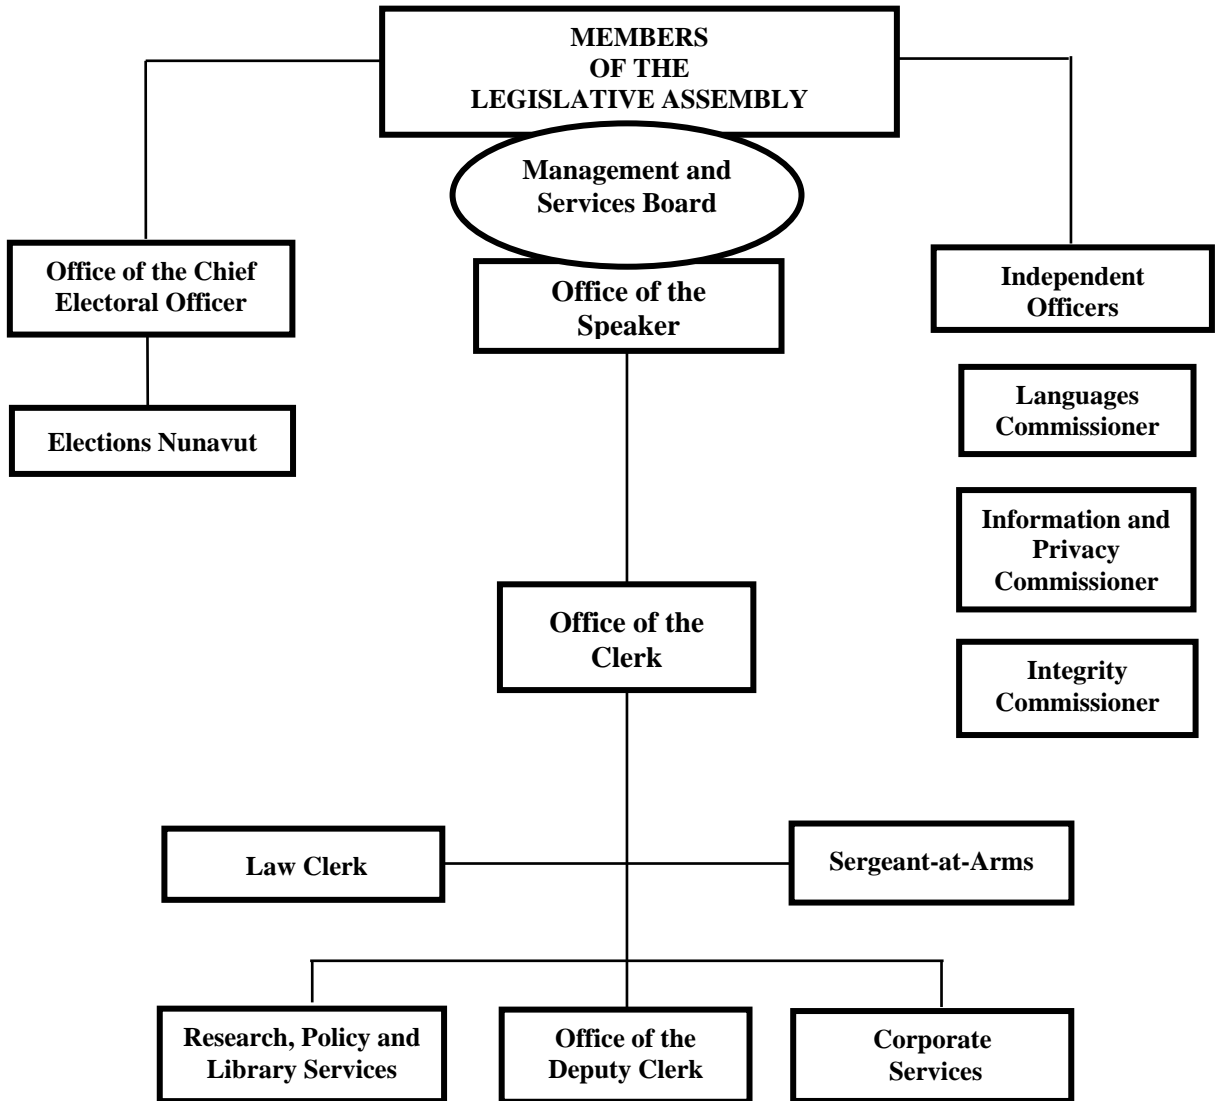 MEMBERS
OF THE
LEGISLATIVE ASSEMBLY
Management and
Services Board
Office of the Chief
Electoral Officer
Office of the
Speaker
Independent
Officers
Elections Nunavut
Languages
Commissioner
Information and
Privacy
Commissioner
Office of the
Clerk
Integrity
Commissioner
Law Clerk
Sergeant-at-Arms
Research, Policy and
Library Services
Office of the
Deputy Clerk
Corporate
Services